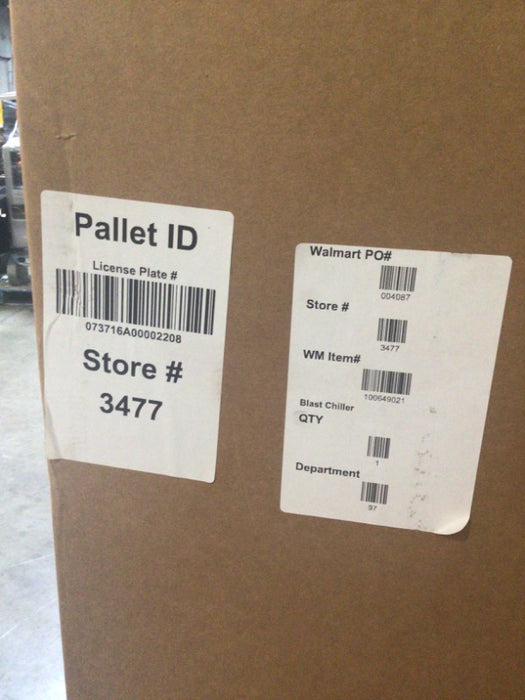 Pallet ID
License Plate #
073716A00002208
Store #
3477
Walmart PO#
004087
Store #
3477
WM Item#
100649021
Blast Chiller
QTY
1
Department
97